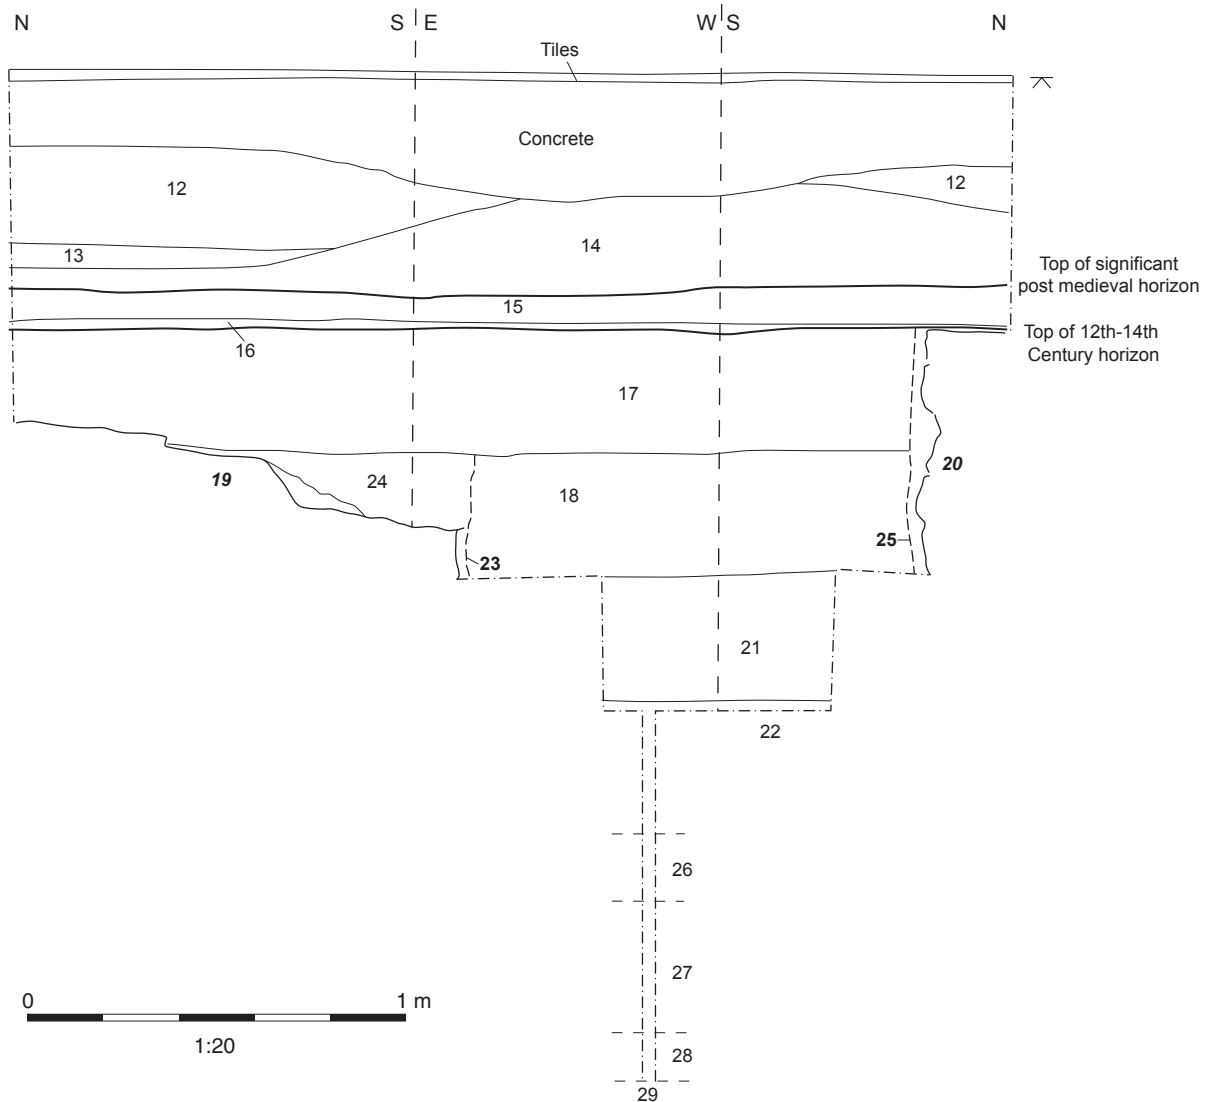 N
S E
W S
N
Tiles
Concrete
12
12
13
14
Top of significant
post medieval horizon
15
Top of 12th-14th
Century horizon
16
17
19
20
24
18
25
23
21
22
26
27
0
1 m
1:20
28
29